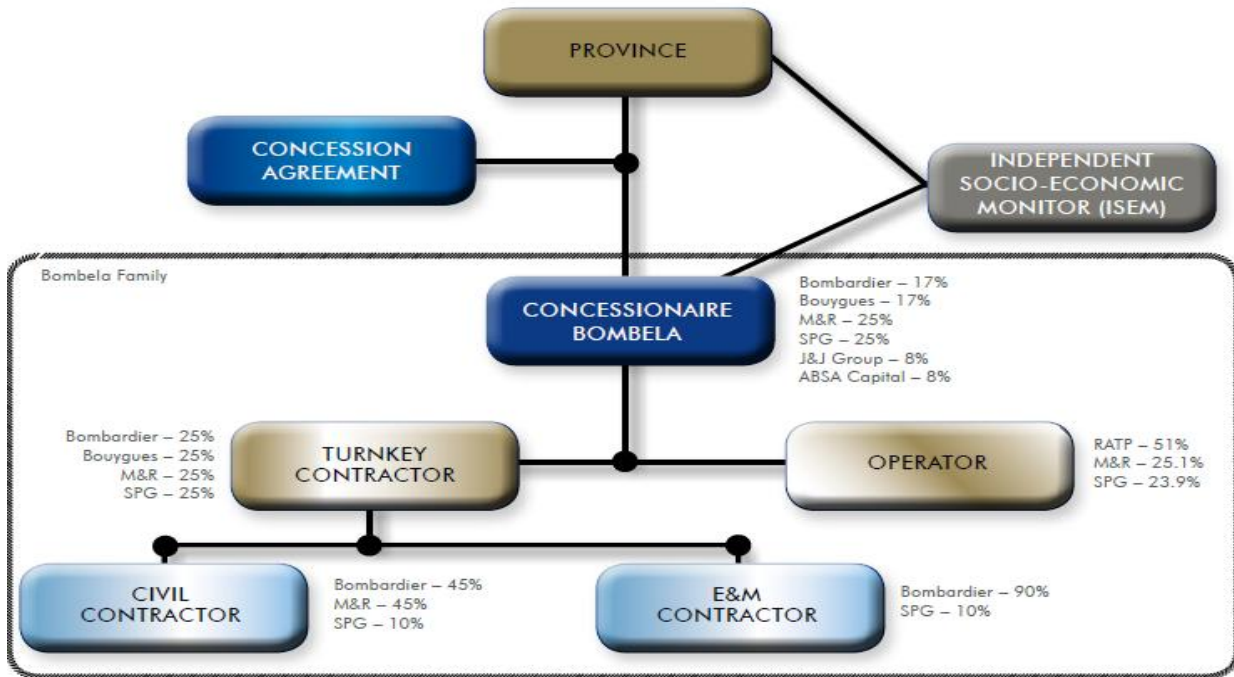 PROVINCE
CONCESSION
AGREEMENT
INDEPENDENT
SOCIO-ECONOMIC
MONITOR (ISEM)
Bombela Family
CONCESSIONAIRE
BOMBELA
Bombardier – 17%
Bouygues – 17%
M&R – 25%
SPG – 25%
J&J Group – 8%
ABSA Capital – 8%
Bombardier – 25%
Bouygues – 25%
M&R – 25%
SPG – 25%
TURNKEY
CONTRACTOR
OPERATOR
RATP – 51%
M&R – 25.1%
SPG – 23.9%
CIVIL
CONTRACTOR
Bombardier – 45%
M&R – 45%
SPG – 10%
E&M
CONTRACTOR
Bombardier – 90%
SPG – 10%